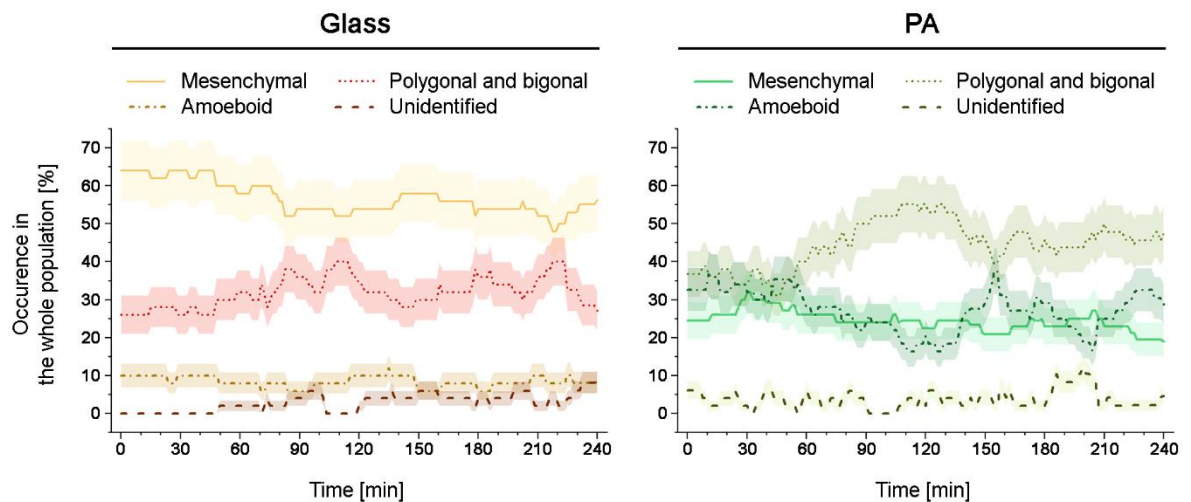 Glass
Mesenchymal Polygonal and bigonal
Amoeboid Unidentified
Occurrence in
the whole population [%]
70
60
50
40
30
20
10
0
0 30 60 90 120 150 180 210 240
Time [min]
PA
Mesenchymal Polygonal and bigonal
Amoeboid Unidentified
70
60
50
40
30
20
10
0
0 30 60 90 120 150 180 210 240
Time [min]